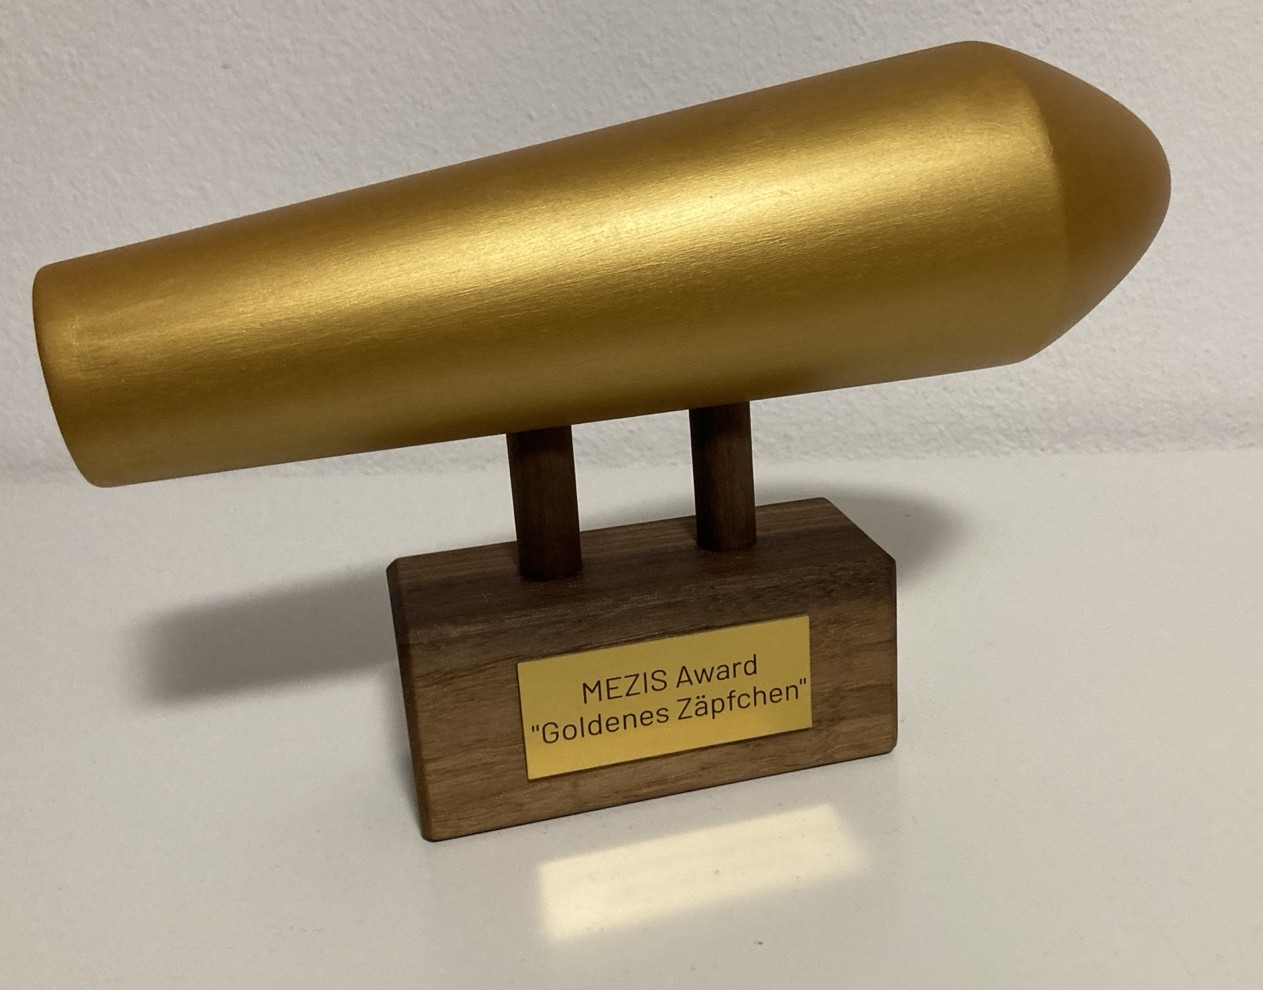 MEZIS Award
"Goldenes Zäpfchen"